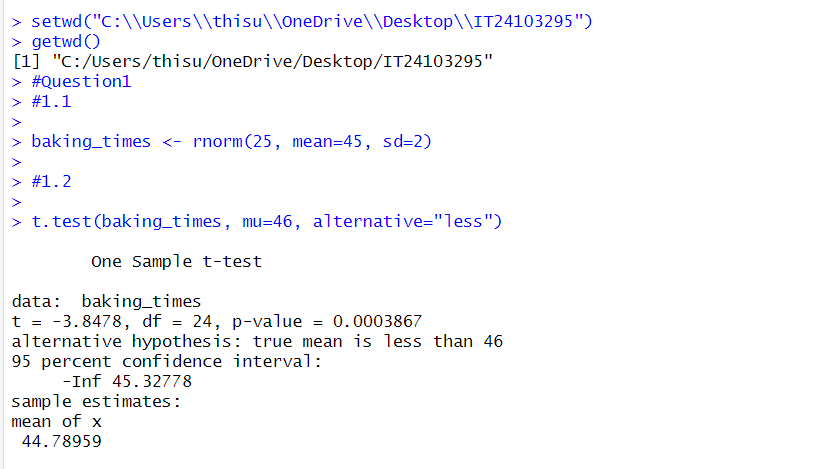 > setwd("C:\\Users\\thisu\\OneDrive\\Desktop\\IT24103295")
> getwd()
[1] "C:/Users/thisu/OneDrive/Desktop/IT24103295"
> #Question1
> #1.1
>
> baking_times <- rnorm(25, mean=45, sd=2)
>
> #1.2
>
> t.test(baking_times, mu=46, alternative="less")
One Sample t-test
data:  baking_times
t = -3.8478, df = 24, p-value = 0.0003867
alternative hypothesis: true mean is less than 46
95 percent confidence interval:
-Inf 45.32778
sample estimates:
mean of x
44.78959